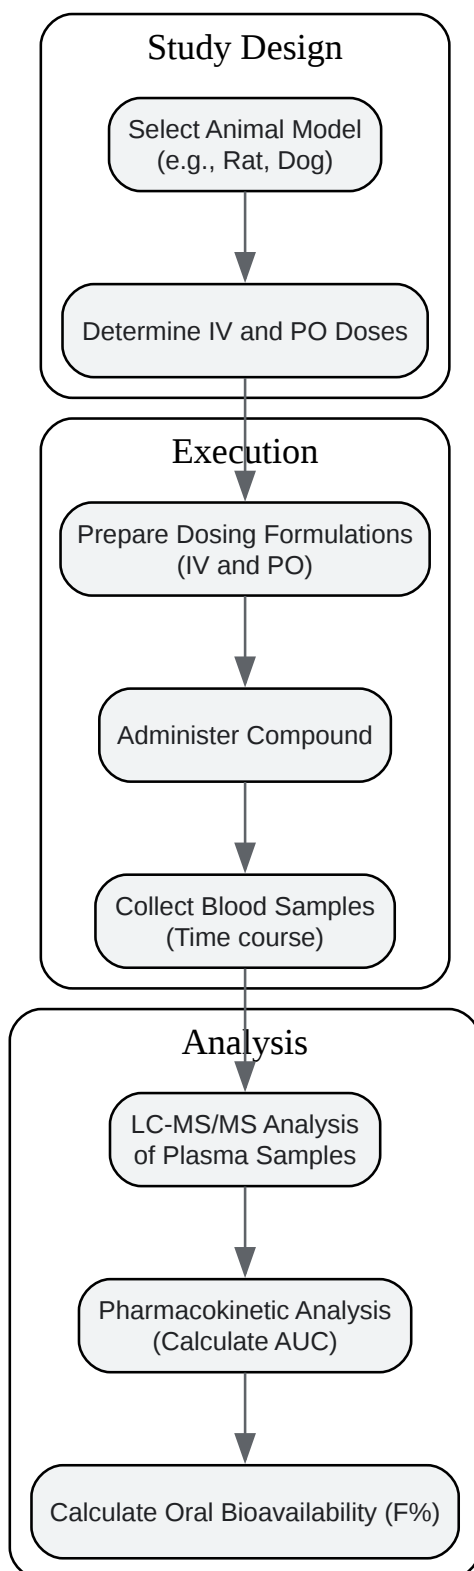 Study Design
Select Animal Model
(e.g., Rat, Dog)
Determine IV and PO Doses
Execution
Prepare Dosing Formulations
(IV and PO)
Administer Compound
Collect Blood Samples
(Time course)
Analysis
LC-MS/MS Analysis
of Plasma Samples
Pharmacokinetic Analysis
(Calculate AUC)
Calculate Oral Bioavailability (F%)